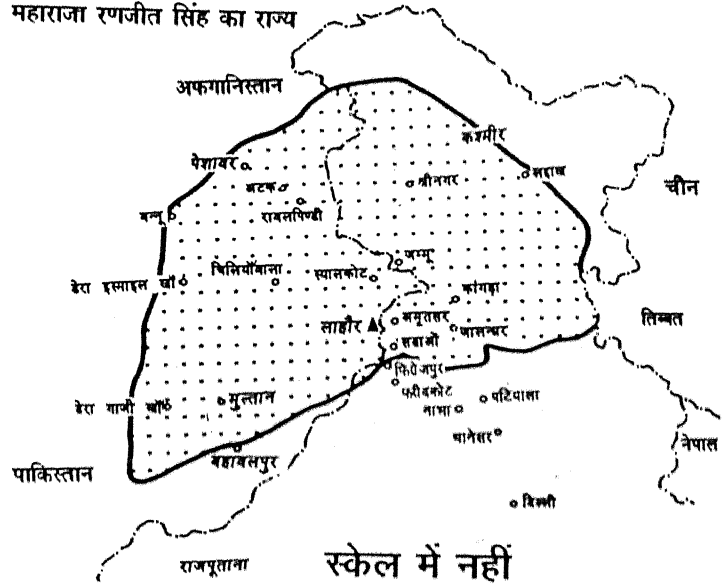 महाराजा रणजीत सिंह का राज्य
अफगानिस्तान
कश्मीर
पेशावर
अटक
श्रीनगर
लद्दाख
चीन
बन्नू
रावलपिण्डी
जम्मू
डेरा इस्माइल खाँ
चिलियाँवाला
स्यालकोट
कांगड़ा
लाहौर
अमृतसर
जालन्धर
तिब्बत
सबाओं
फिरोजपुर
फरीदकोट
डेरा गाजी खाँ
मुल्तान
नाभा
पटियाला
थानेसर
नेपाल
पाकिस्तान
बहावलपुर
दिल्ली
राजपूताना
स्केल में नहीं